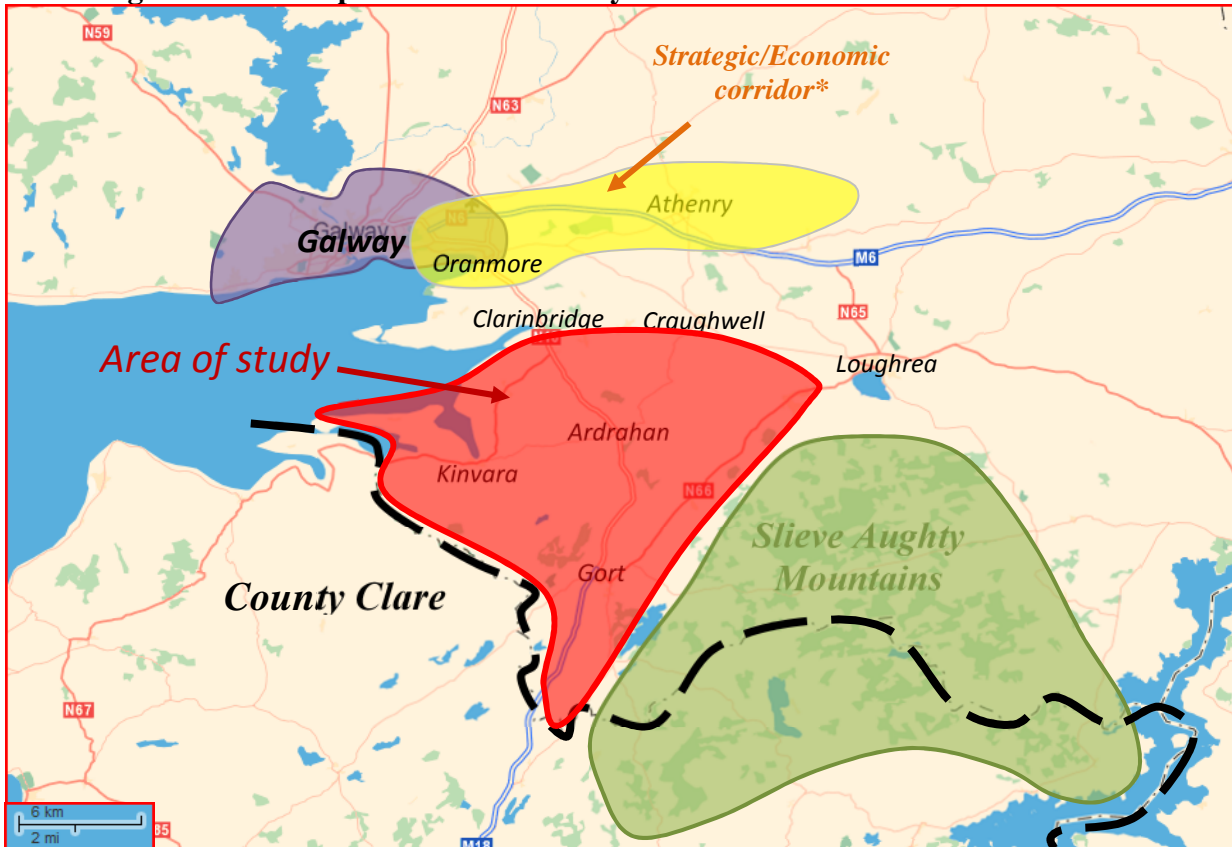 N59
Strategic/Economic
corridor*
N63
Athenry
N6
Galway
Galway
Oranmore
M6
Clarinbridge
Craughwell
N65
Area of study
Loughrea
Ardrahan
Kinvara
N66
Slieve Aughty
Mountains
Gort
County Clare
N67
6 km
2 mi
M18